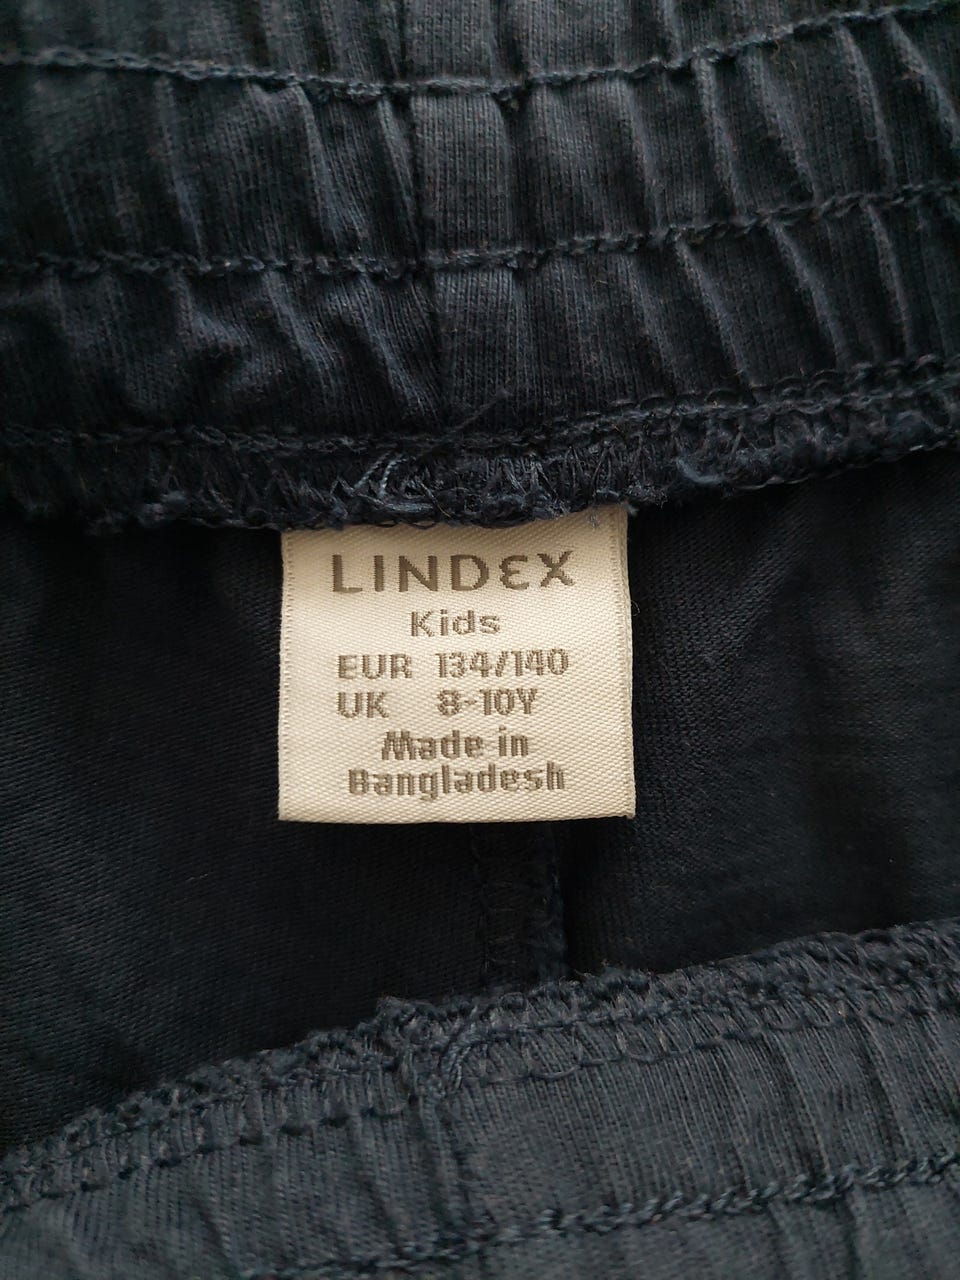 LINDEX
Kids
EUR 134/140
UK 8-10Y
Made in
Bangladesh